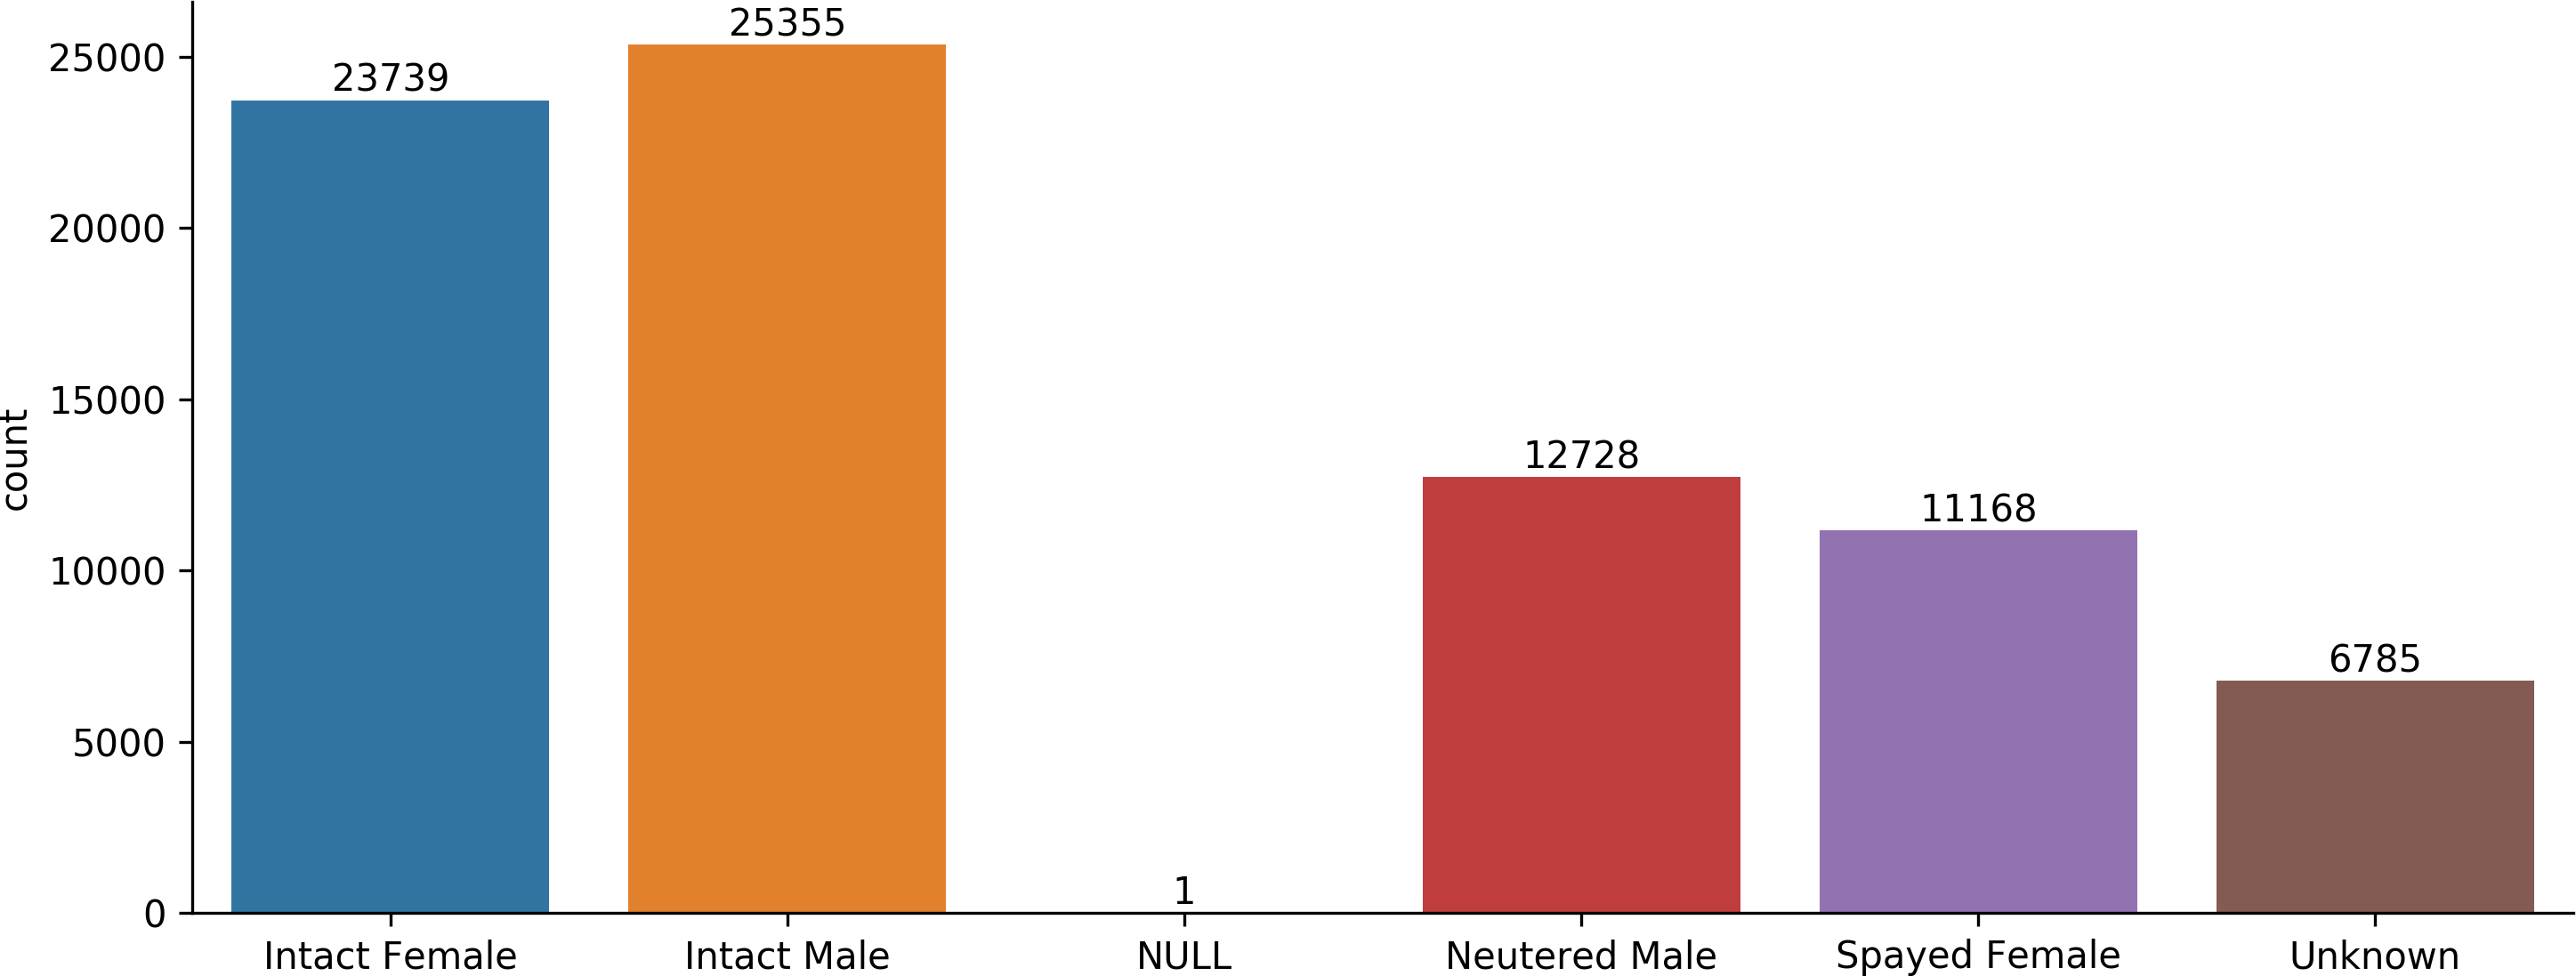 25355
23739
12728
11168
6785
1
25000
20000
15000
10000
5000
0
count
Intact Female
Intact Male
NULL
Neutered Male
Spayed Female
Unknown